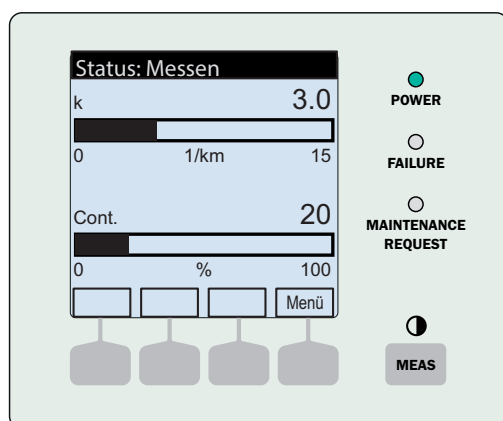 Status: Messen
k 3.0
0 1/km 15
Cont. 20
0 % 100
Menü
POWER
FAILURE
MAINTENANCE
REQUEST
MEAS